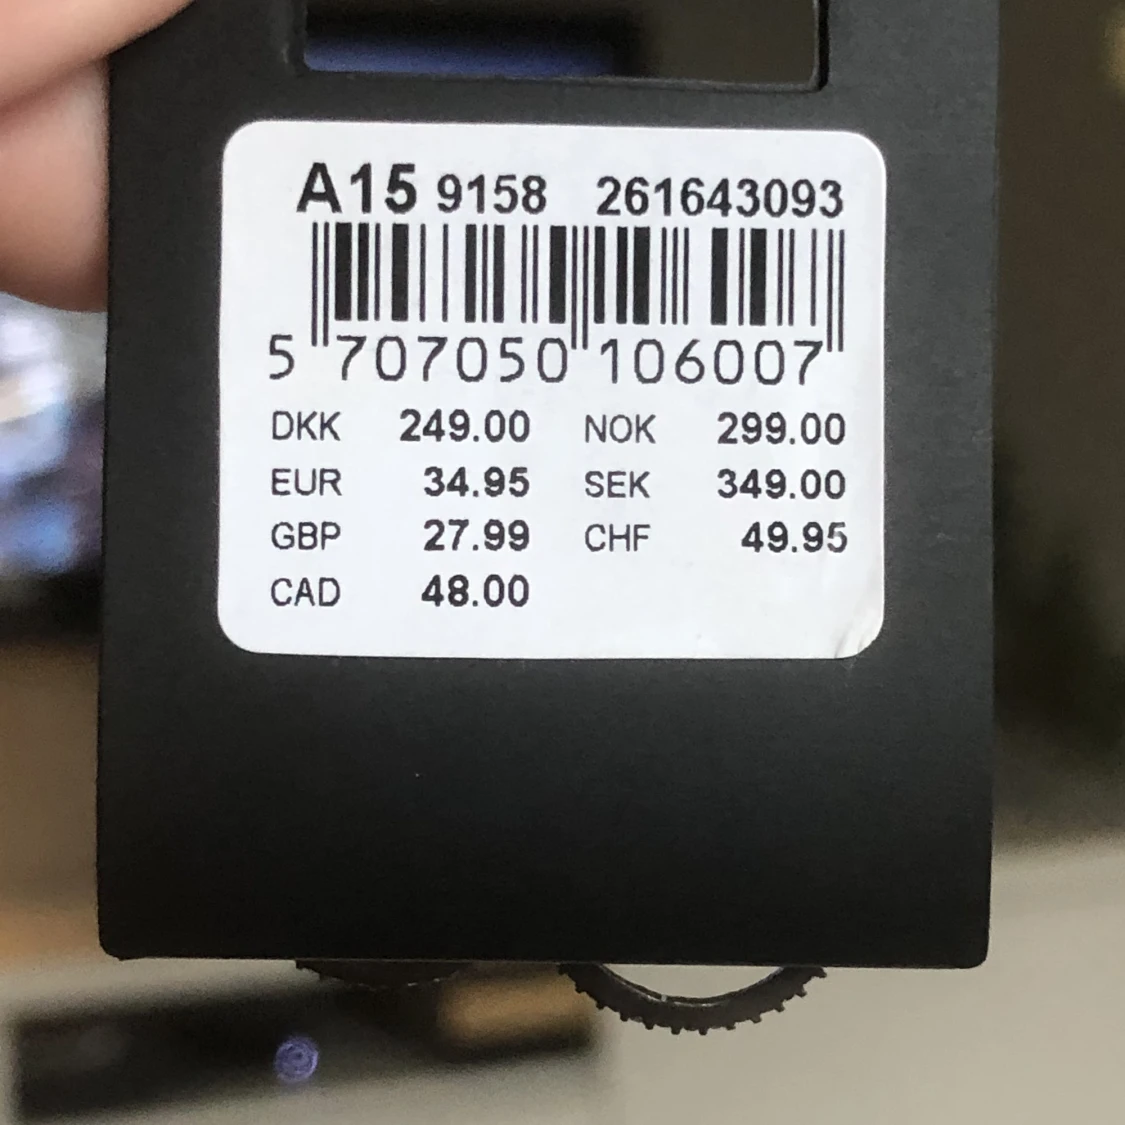 A15 9158 261643093
5 707050 106007
DKK 249.00 NOK 299.00
EUR 34.95 SEK 349.00
GBP 27.99 CHF 49.95
CAD 48.00